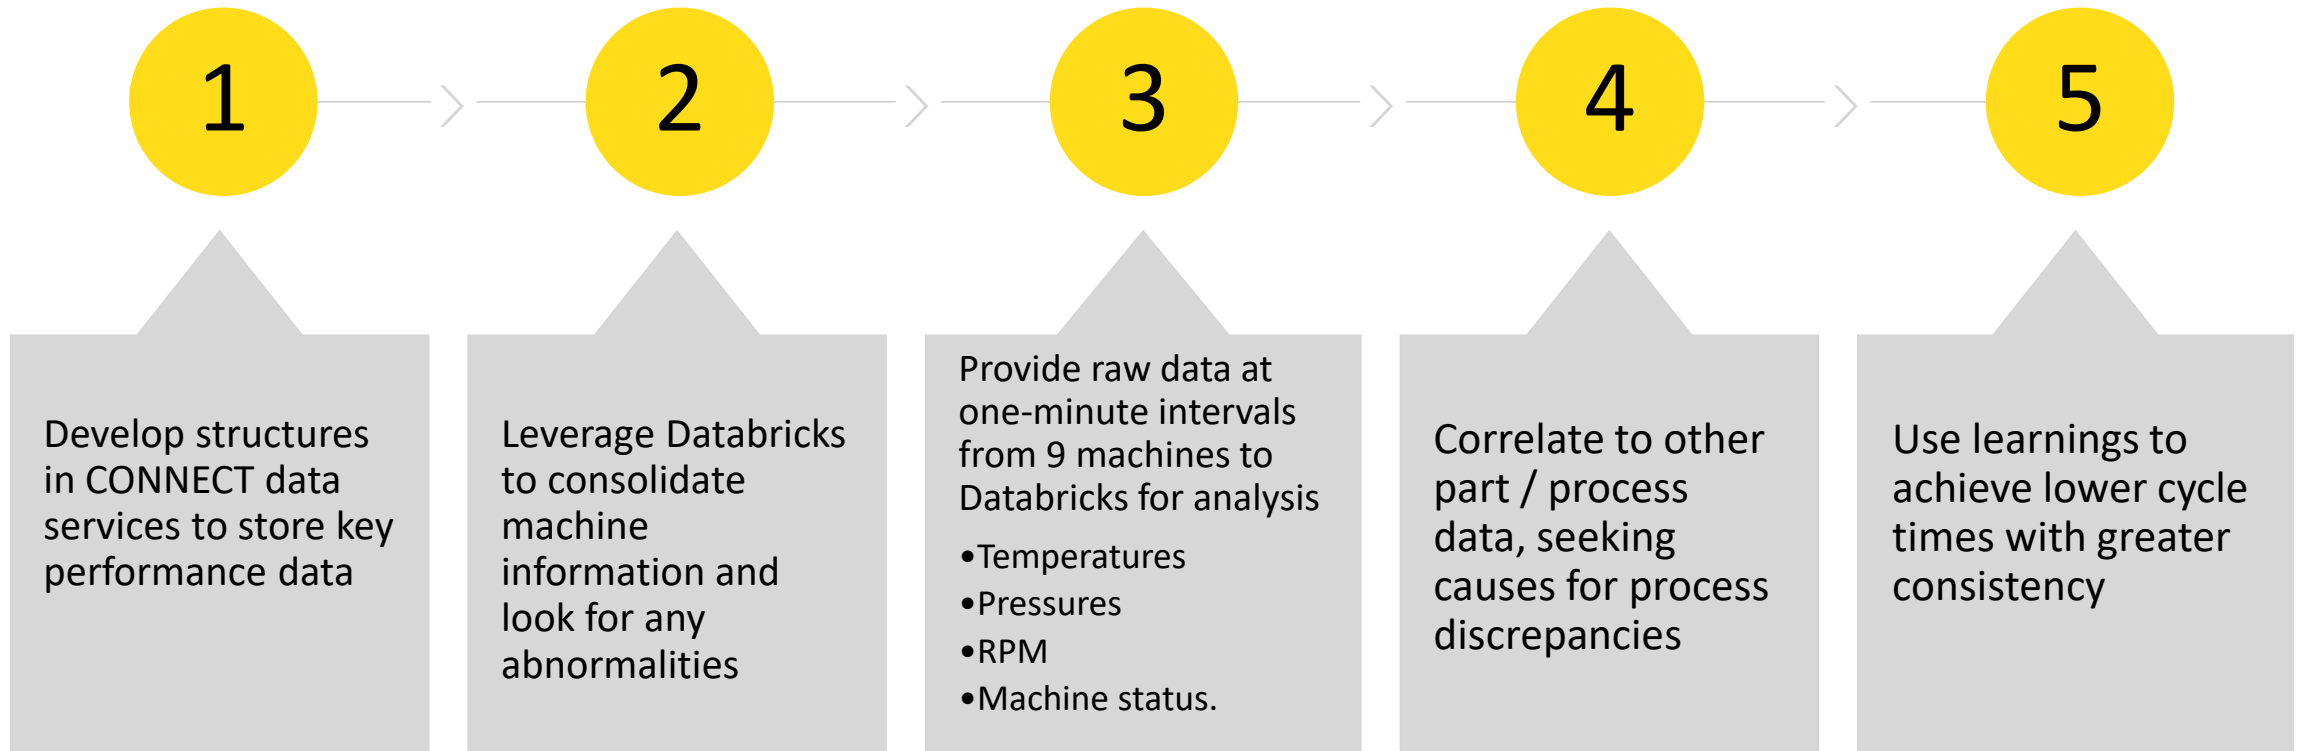 1
2
3
4
5
Develop structures
in CONNECT data
services to store key
performance data
Leverage Databricks
to consolidate
machine
information and
look for any
abnormalities
Provide raw data at
one-minute intervals
from 9 machines to
Databricks for analysis
•Temperatures
•Pressures
•RPM
•Machine status.
Correlate to other
part / process
data, seeking
causes for process
discrepancies
Use learnings to
achieve lower cycle
times with greater
consistency